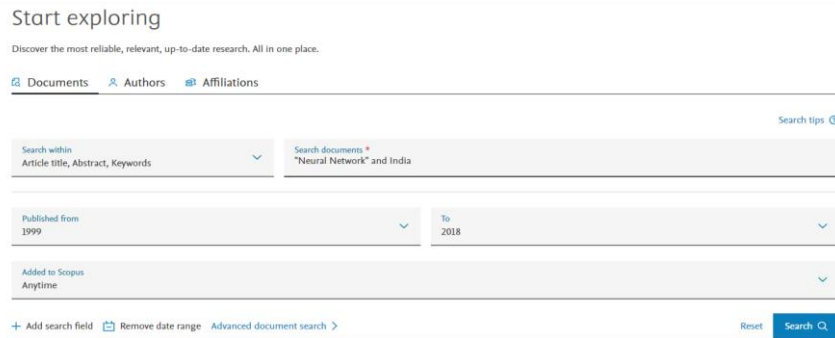 Start exploring
Discover the most reliable, relevant, up-to-date research. All in one place.
Documents Authors Affiliations
Search tips
Search within
Article title, Abstract, Keywords
Search documents *
"Neural Network" and India
Published from
1999
To
2018
Added to Scopus
Anytime
+ Add search field Remove date range Advanced document search >
Reset Search